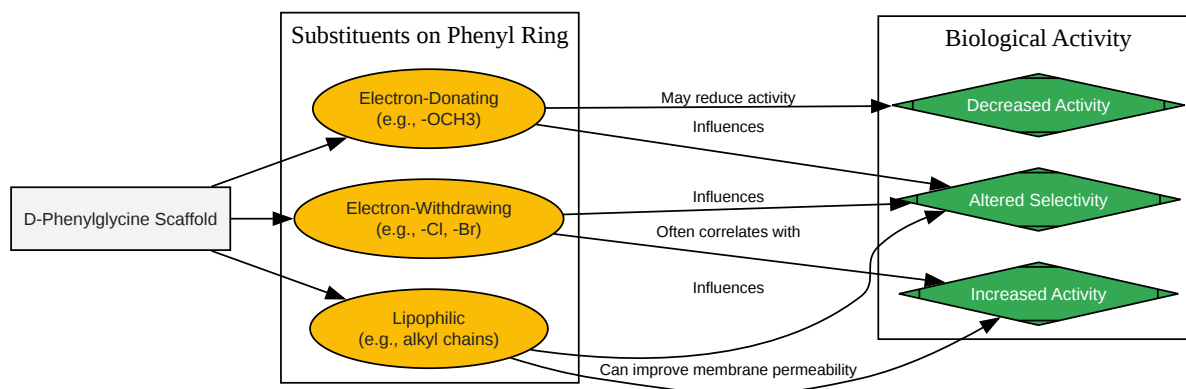 D-Phenylglycine Scaffold
Substituents on Phenyl Ring
Electron-Donating
(e.g., -OCH3)
Electron-Withdrawing
(e.g., -Cl, -Br)
Lipophilic
(e.g., alkyl chains)
May reduce activity
Influences
Influences
Often correlates with
Influences
Can improve membrane permeability
Biological Activity
Decreased Activity
Altered Selectivity
Increased Activity